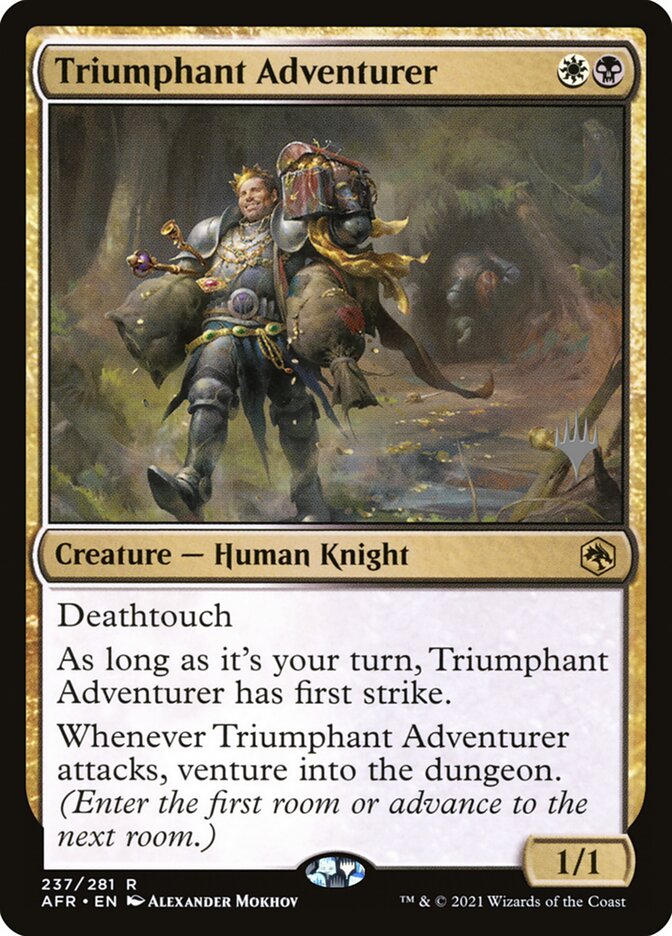 Triumphant Adventurer
Creature — Human Knight
Deathtouch
As long as it's your turn, Triumphant
Adventurer has first strike.
Whenever Triumphant Adventurer
attacks, venture into the dungeon.
(Enter the first room or advance to the
next room.)
1/1
237/281 R
AFR • EN Alexander Mokhov
™ & © 2021 Wizards of the Coast